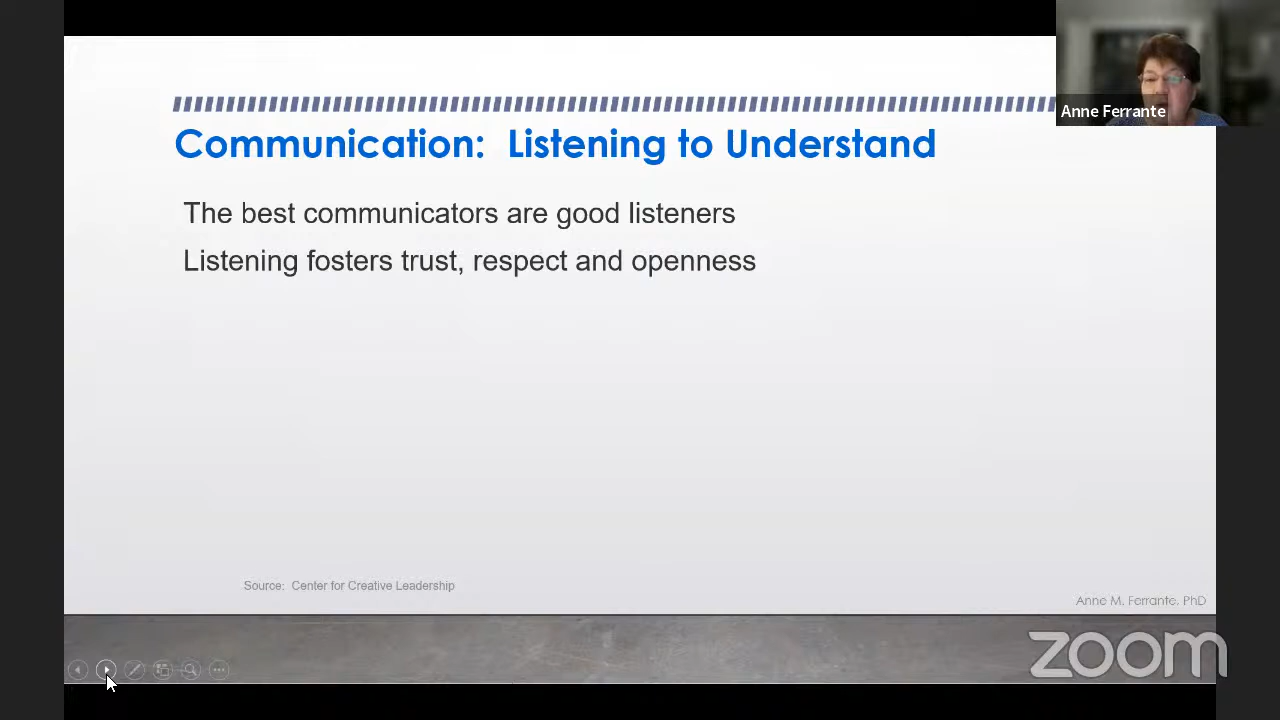 Anne Ferrante
Communication: Listening to Understand
The best communicators are good listeners
Listening fosters trust, respect and openness
Source: Center for Creative Leadership
Anne M. Ferrante, PhD
zoom